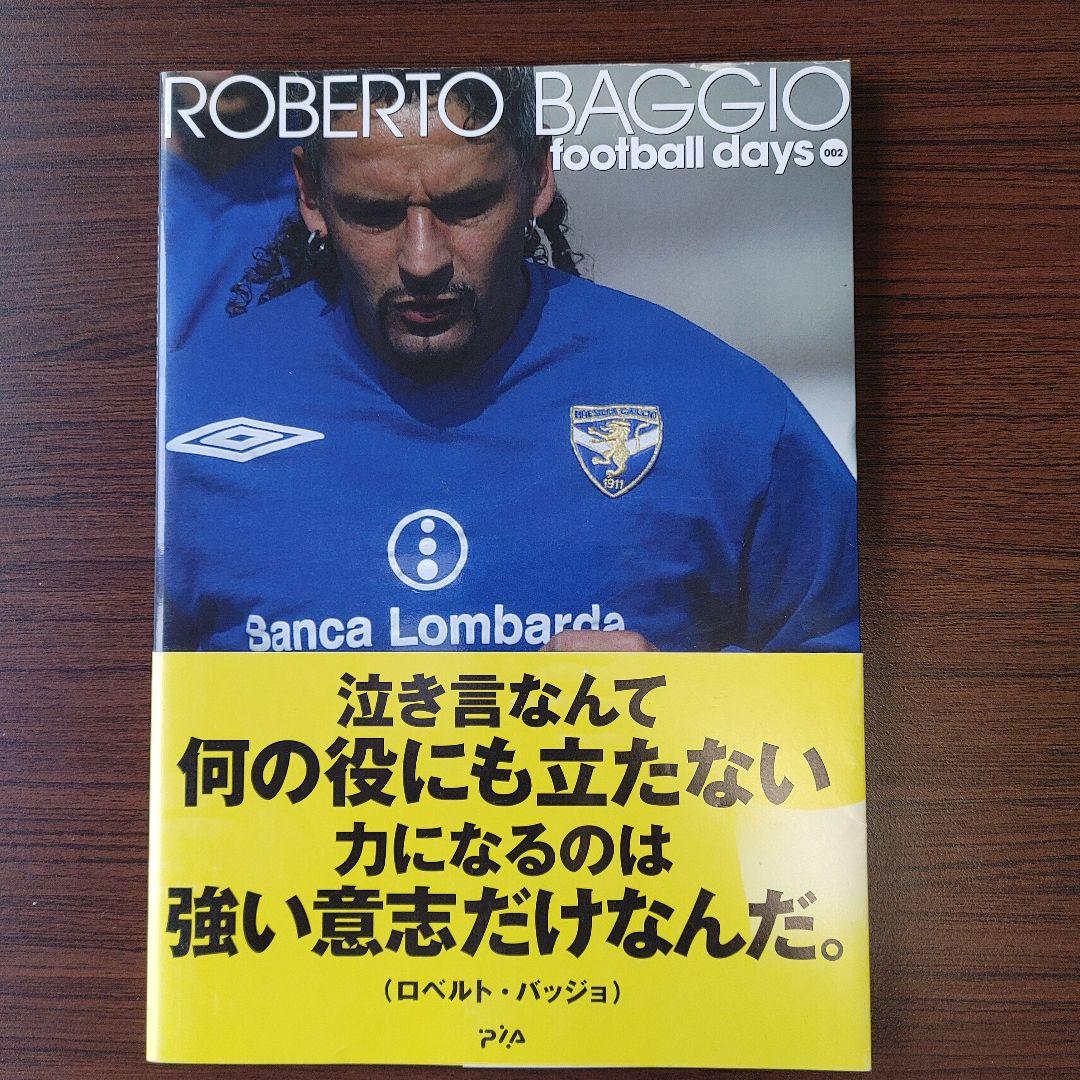 ROBERTO BAGGIO
football days 002
BRESCIA CALCIO
1911
Banca Lombarda
泣き言なんて
何の役にも立たない
力になるのは
強い意志だけなんだ。
(ロベルト・バッジョ)
PIA